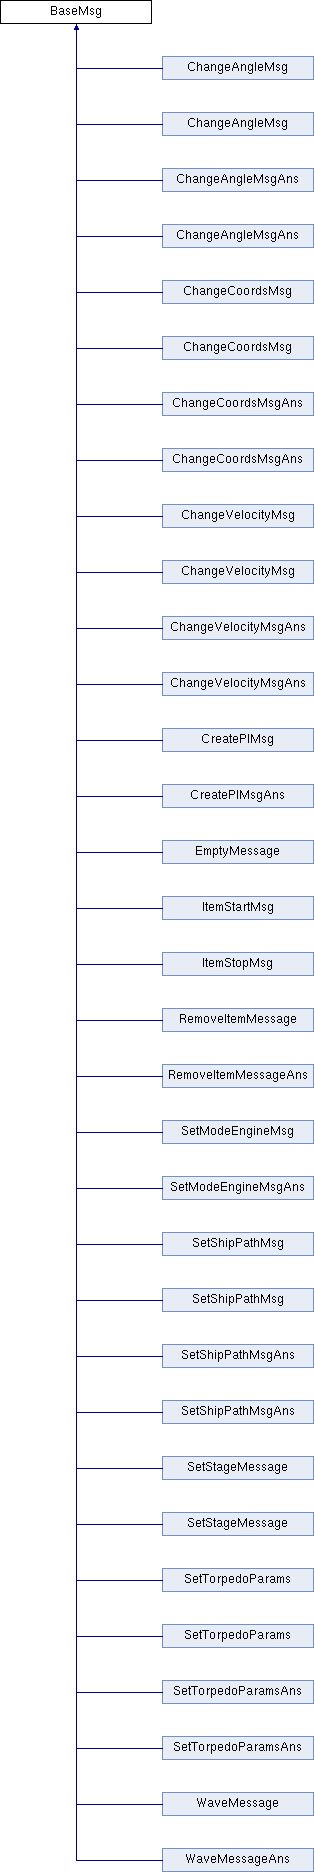 BaseMsg
ChangeAngleMsg
ChangeAngleMsg
ChangeAngleMsgAns
ChangeAngleMsgAns
ChangeCoordsMsg
ChangeCoordsMsg
ChangeCoordsMsgAns
ChangeCoordsMsgAns
ChangeVelocityMsg
ChangeVelocityMsg
ChangeVelocityMsgAns
ChangeVelocityMsgAns
CreatePIMsg
CreatePIMsgAns
EmptyMessage
ItemStartMsg
ItemStopMsg
RemoveItemMessage
RemoveItemMessageAns
SetModeEngineMsg
SetModeEngineMsgAns
SetShipPathMsg
SetShipPathMsg
SetShipPathMsgAns
SetShipPathMsgAns
SetStageMessage
SetStageMessage
SetTorpedoParams
SetTorpedoParams
SetTorpedoParamsAns
SetTorpedoParamsAns
WaveMessage
WaveMessageAns